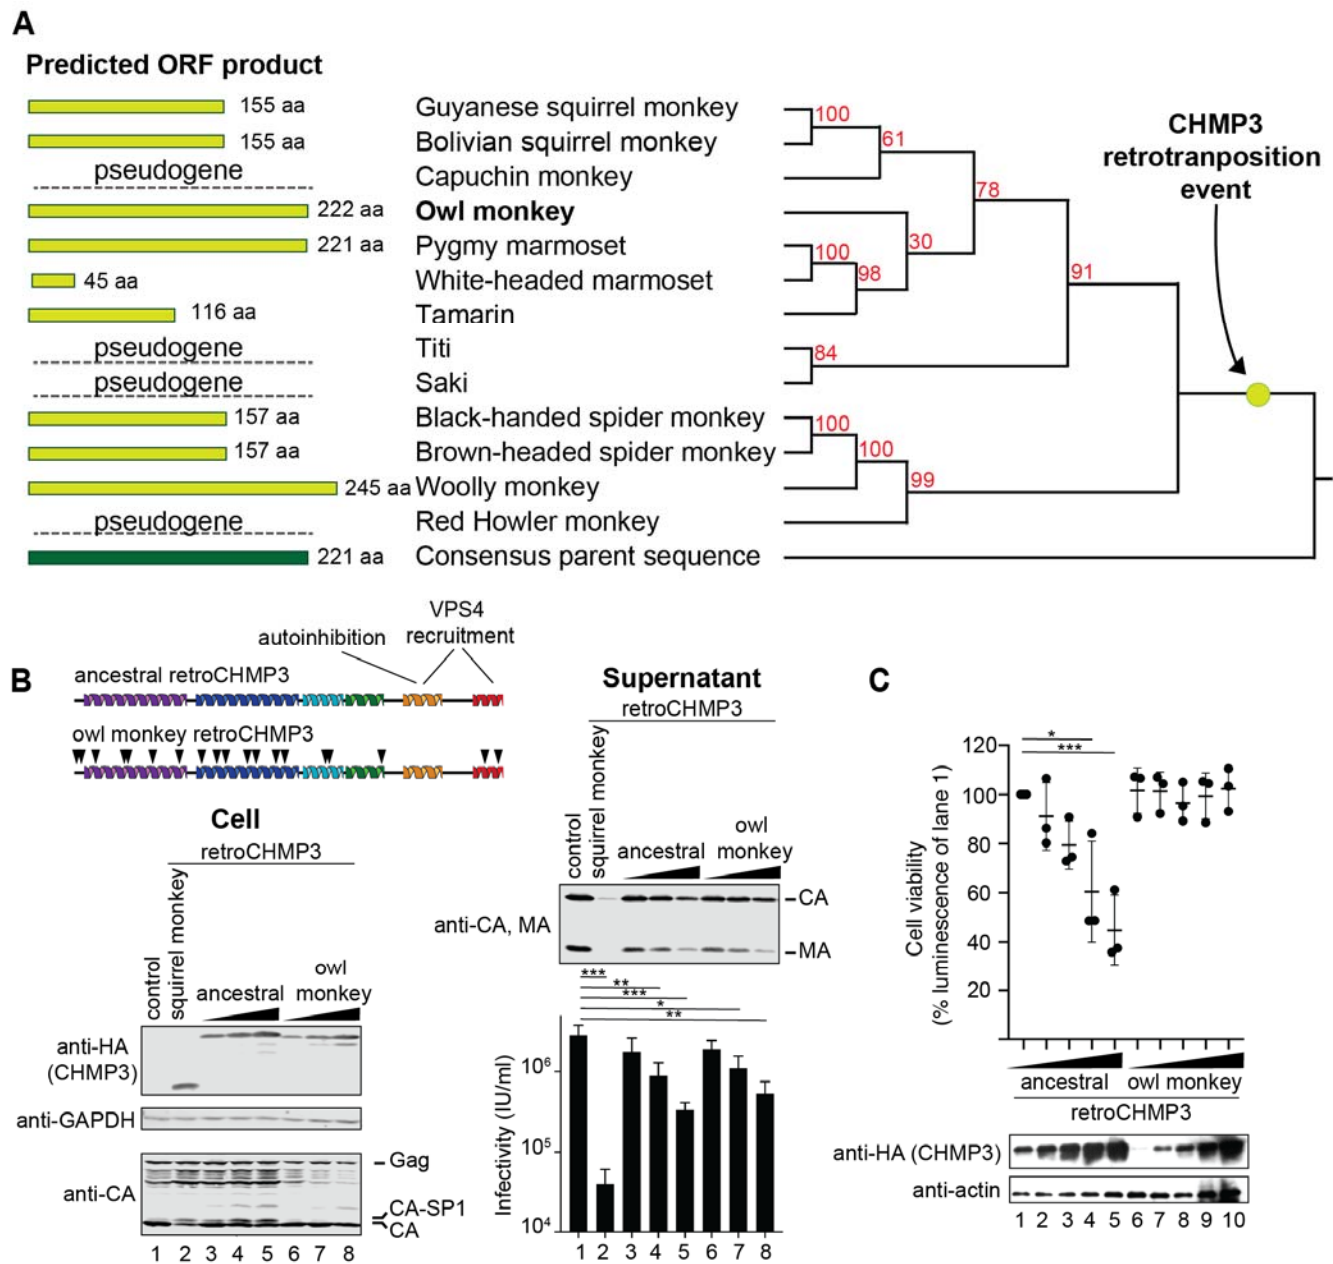 A
Predicted ORF product
155 aa Guyanese squirrel monkey
155 aa Bolivian squirrel monkey
pseudogene Capuchin monkey
222 aa Owl monkey
221 aa Pygmy marmoset
45 aa White-headed marmoset
116 aa Tamarin
pseudogene Titi
pseudogene Saki
157 aa Black-handed spider monkey
157 aa Brown-headed spider monkey
245 aa Woolly monkey
pseudogene Red Howler monkey
221 aa Consensus parent sequence
100
61
78
30
100
98
91
84
100
100
99
CHMP3
retrotranposition
event
B
autoinhibition
VPS4
recruitment
ancestral retroCHMP3
owl monkey retroCHMP3
Cell
retroCHMP3
control
squirrel monkey
ancestral
owl
monkey
anti-HA
(CHMP3)
anti-GAPDH
anti-CA
Gag
CA-SP1
CA
1 2 3 4 5 6 7 8
Supernatant
retroCHMP3
control
squirrel monkey
ancestral
owl
monkey
anti-CA, MA
CA
MA
***
**
***
*
**
Infectivity (IU/ml)
10⁶
10⁵
10⁴
1 2 3 4 5 6 7 8
C
*
***
Cell viability
(% luminescence of lane 1)
120
100
80
60
40
20
ancestral owl monkey
retroCHMP3
anti-HA (CHMP3)
anti-actin
1 2 3 4 5 6 7 8 9 10